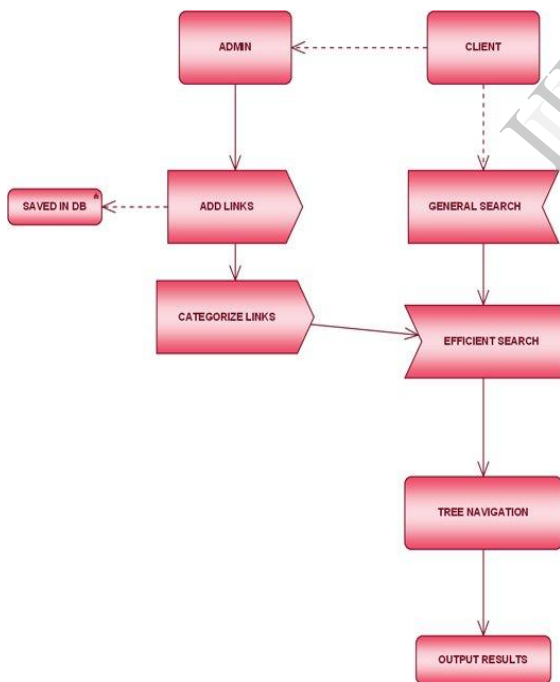 ADMIN
CLIENT
SAVED IN DB
ADD LINKS
GENERAL SEARCH
CATEGORIZE LINKS
EFFICIENT SEARCH
TREE NAVIGATION
OUTPUT RESULTS